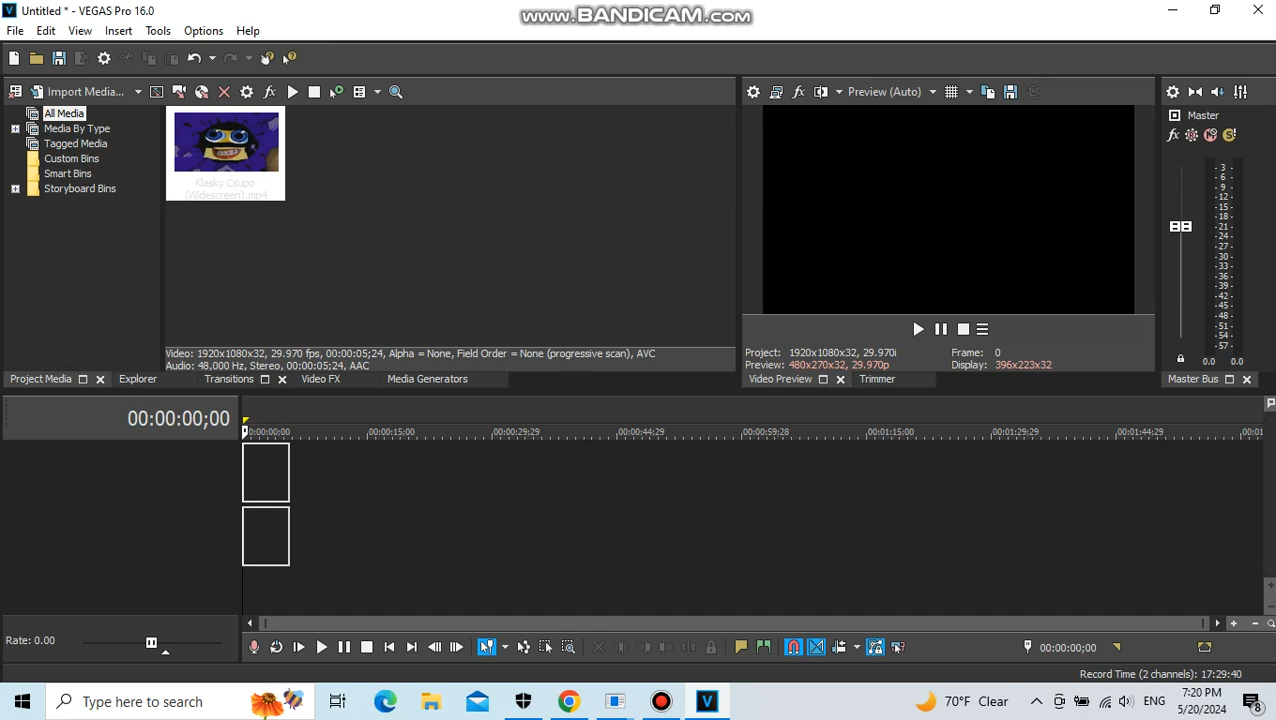 Untitled * - VEGAS Pro 16.0
www.BANDICAM.com
File Edit View Insert Tools Options Help
Import Media...
Preview (Auto)
All Media
Media By Type
Tagged Media
Custom Bins
Smart Bins
Storyboard Bins
Klasky Csupo
(Widescreen).mp4
Master
-3-
-6-
-9-
-12-
-15-
-18-
-21-
-24-
-27-
-30-
-33-
-36-
-39-
-42-
-45-
-48-
-51-
-54-
-57-
0.0 0.0
Video: 1920x1080x32, 29.970 fps, 00:00:05;24, Alpha = None, Field Order = None (progressive scan), AVC
Audio: 48,000 Hz, Stereo, 00:00:05;24, AAC
Project: 1920x1080x32, 29.970i
Frame: 0
Preview: 480x270x32, 29.970p
Display: 396x223x32
Project Media Explorer Transitions Video FX Media Generators
Video Preview Trimmer
Master Bus
00:00:00;00
0:00:00;00 00:00:15;00 00:00:29;29 00:00:44;29 00:00:59;28 00:01:15;00 00:01:29;29 00:01:44;29 00:01
Rate: 0.00
00:00:00;00
Record Time (2 channels): 17:29:40
Type here to search
70°F Clear
ENG
7:20 PM
5/20/2024
8